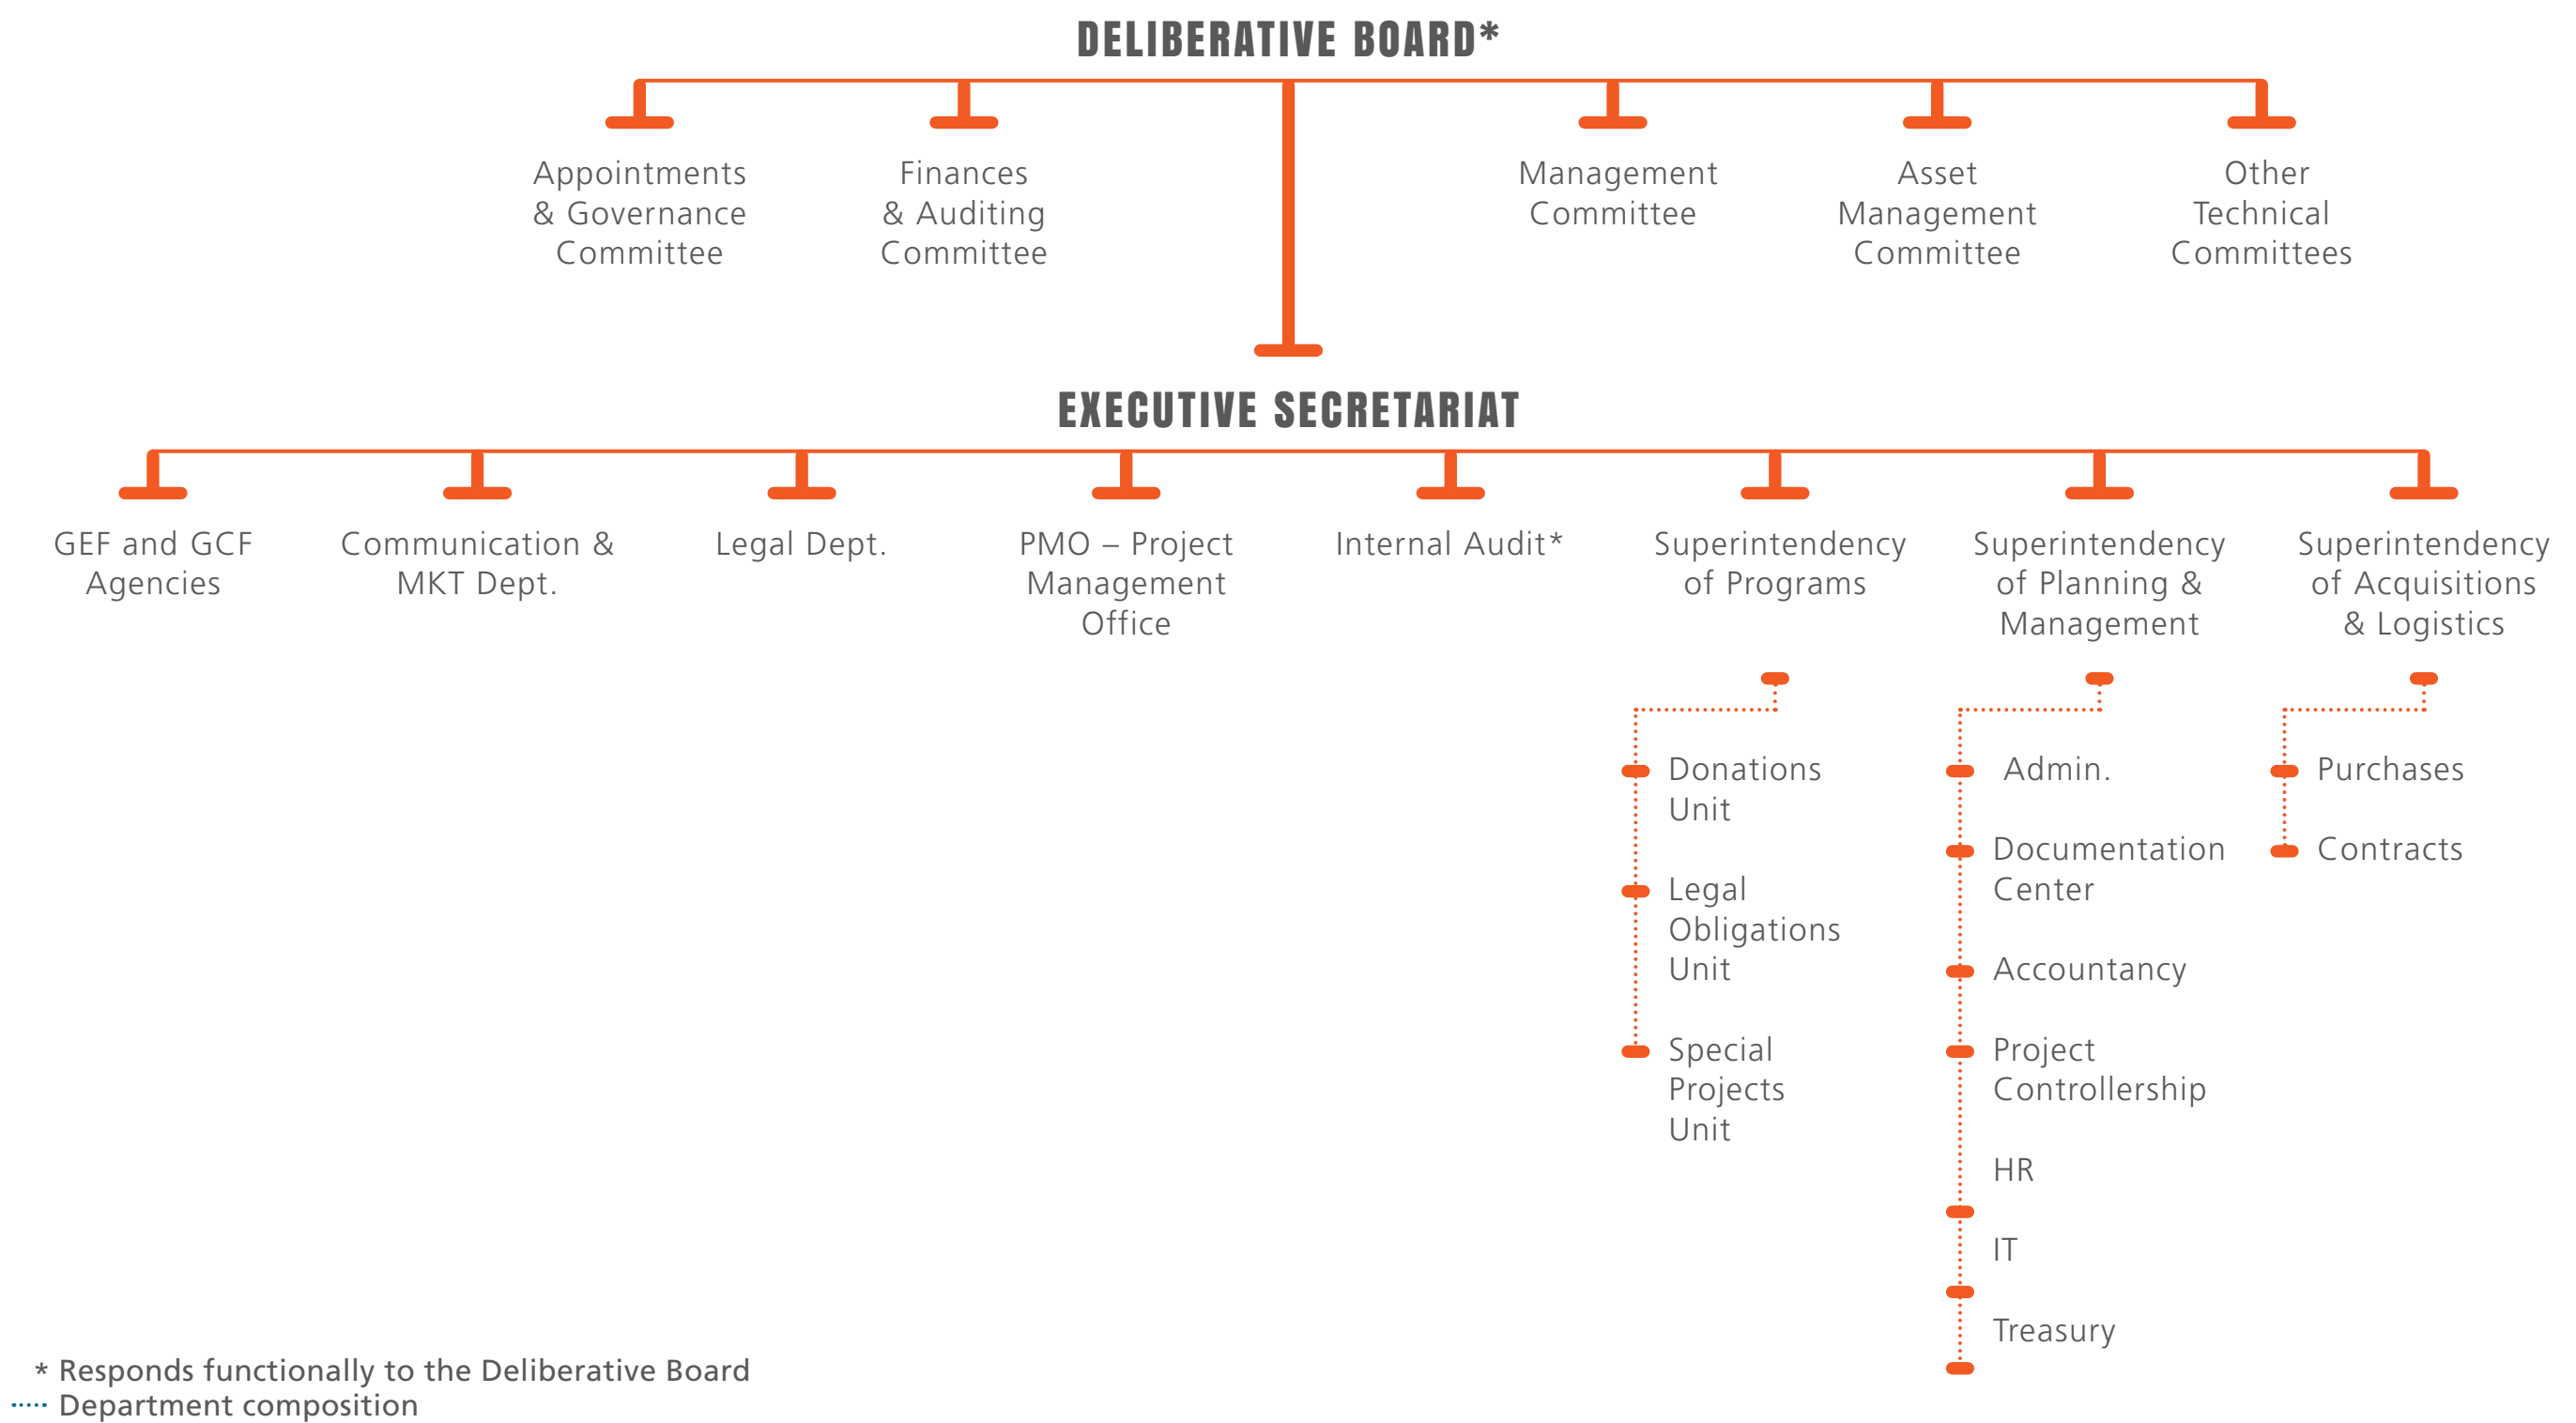 DELIBERATIVE BOARD*
Appointments
& Governance
Committee
Finances
& Auditing
Committee
Management
Committee
Asset
Management
Committee
Other
Technical
Committees
EXECUTIVE SECRETARIAT
GEF and GCF
Agencies
Communication &
MKT Dept.
Legal Dept.
PMO – Project
Management
Office
Internal Audit*
Superintendency
of Programs
Superintendency
of Planning &
Management
Superintendency
of Acquisitions
& Logistics
Donations
Unit
Legal
Obligations
Unit
Special
Projects
Unit
Admin.
Documentation
Center
Accountancy
Project
Controllership
HR
IT
Treasury
Purchases
Contracts
* Responds functionally to the Deliberative Board
Department composition